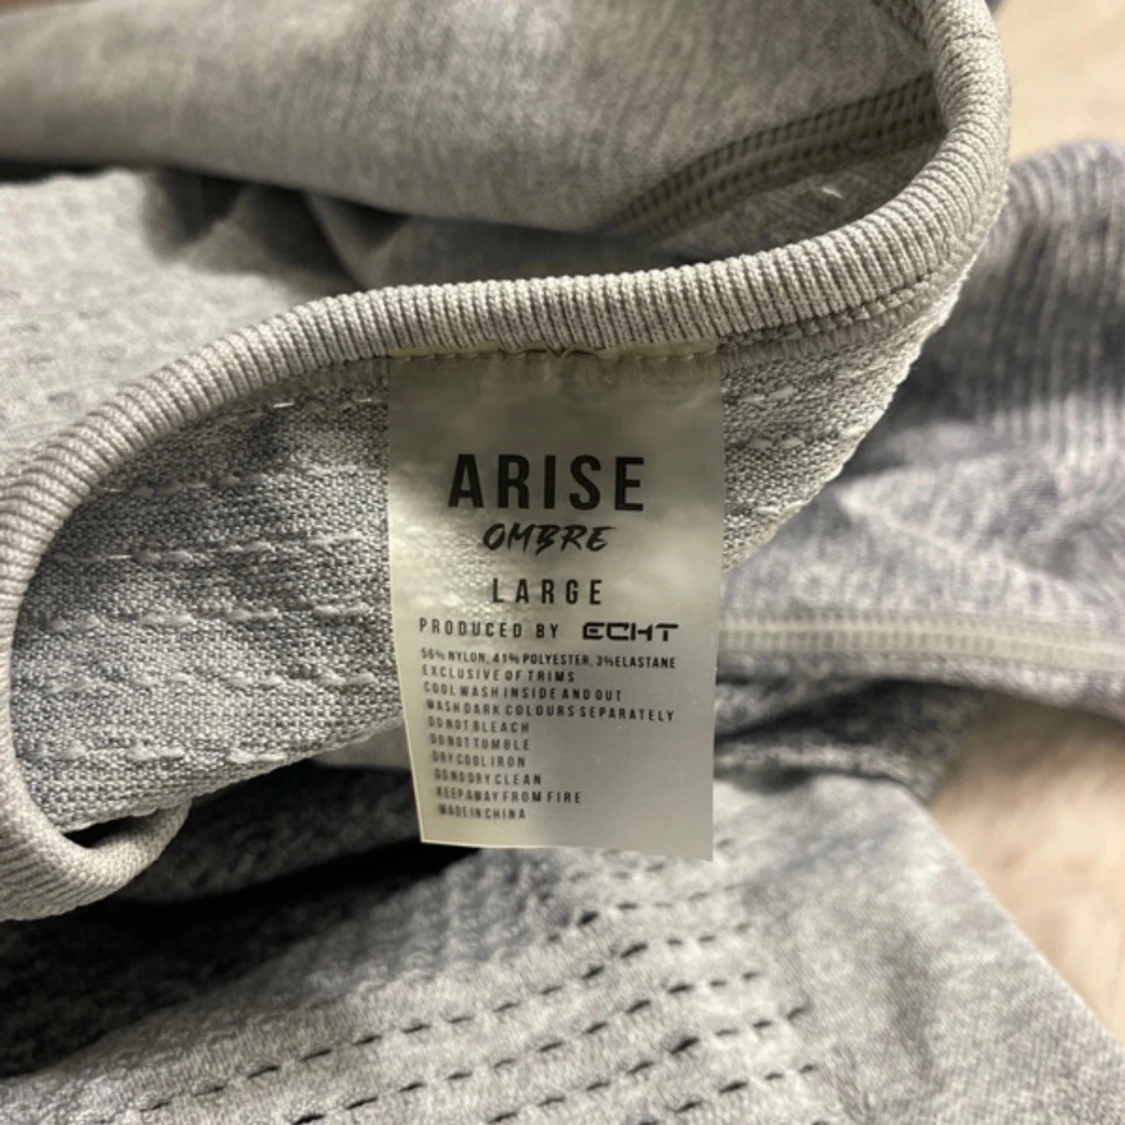 ARISE
OMBRE
LARGE
PRODUCED BY ECHT
56% NYLON, 41% POLYESTER, 3% ELASTANE
EXCLUSIVE OF TRIMS
COOL WASH INSIDE AND OUT
WASH DARK COLOURS SEPARATELY
DO NOT BLEACH
DO NOT TUMBLE
DRY COOL IRON
DO NO DRY CLEAN
KEEP AWAY FROM FIRE
MADE IN CHINA